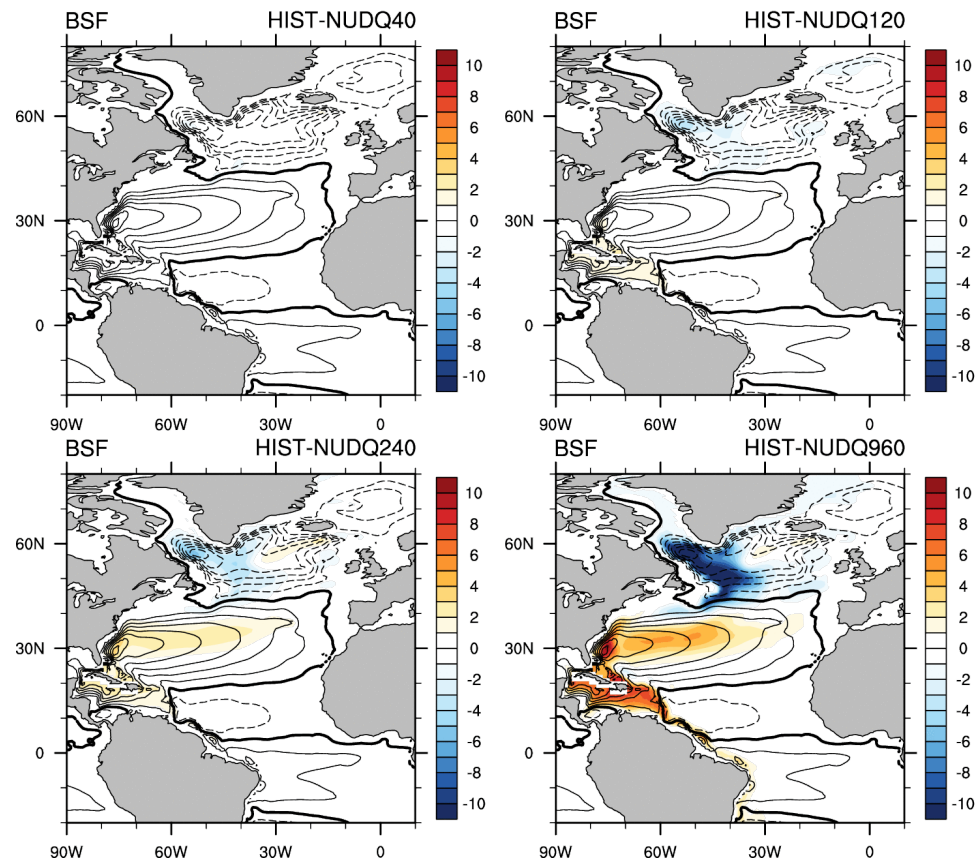 BSF HIST-NUDQ40 BSF HIST-NUDQ120
60N 10 8 6 4 2 0 -2 -4 -6 -8 -10 60N 10 8 6 4 2 0 -2 -4 -6 -8 -10
30N 30N
0 0
90W 60W 30W 0 90W 60W 30W 0
BSF HIST-NUDQ240 BSF HIST-NUDQ960
60N 10 8 6 4 2 0 -2 -4 -6 -8 -10 60N 10 8 6 4 2 0 -2 -4 -6 -8 -10
30N 30N
0 0
90W 60W 30W 0 90W 60W 30W 0